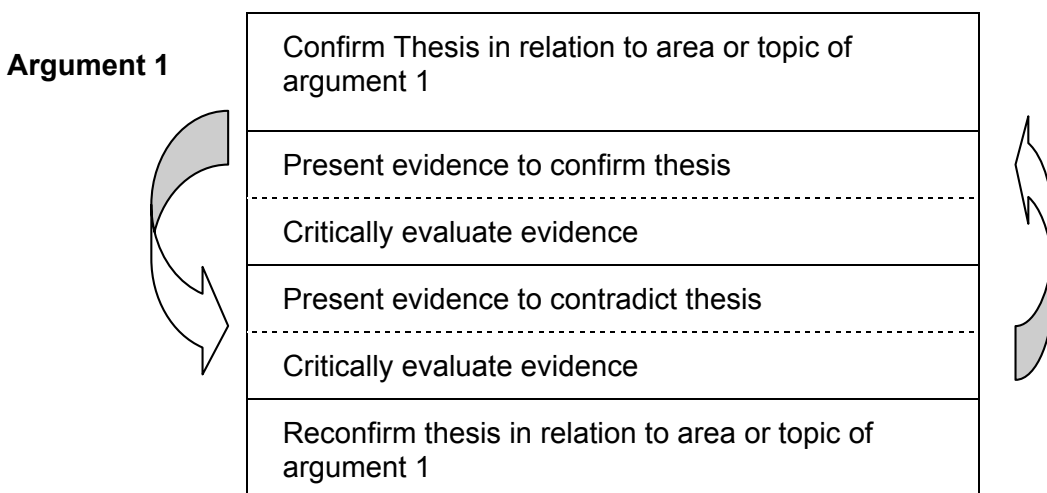 Argument 1
Confirm Thesis in relation to area or topic of
argument 1
Present evidence to confirm thesis
Critically evaluate evidence
Present evidence to contradict thesis
Critically evaluate evidence
Reconfirm thesis in relation to area or topic of
argument 1